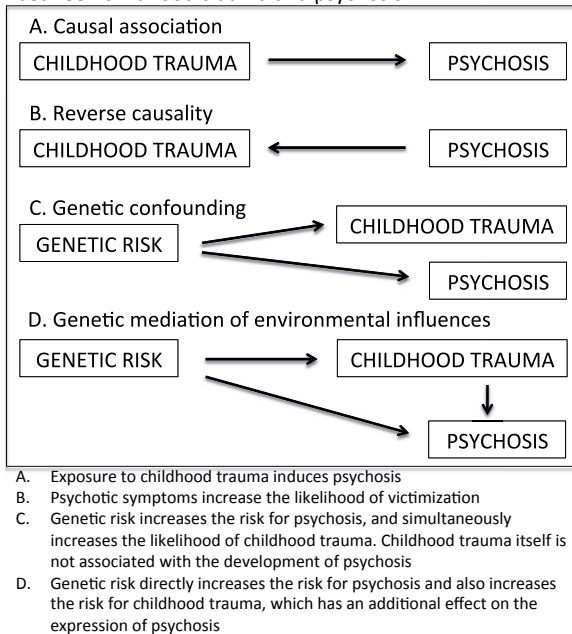 A. Causal association
CHILDHOOD TRAUMA PSYCHOSIS
B. Reverse causality
CHILDHOOD TRAUMA PSYCHOSIS
C. Genetic confounding
CHILDHOOD TRAUMA
GENETIC RISK
PSYCHOSIS
D. Genetic mediation of environmental influences
GENETIC RISK CHILDHOOD TRAUMA
PSYCHOSIS
A. Exposure to childhood trauma induces psychosis
B. Psychotic symptoms increase the likelihood of victimization
C. Genetic risk increases the risk for psychosis, and simultaneously
increases the likelihood of childhood trauma. Childhood trauma itself is
not associated with the development of psychosis
D. Genetic risk directly increases the risk for psychosis and also increases
the risk for childhood trauma, which has an additional effect on the
expression of psychosis